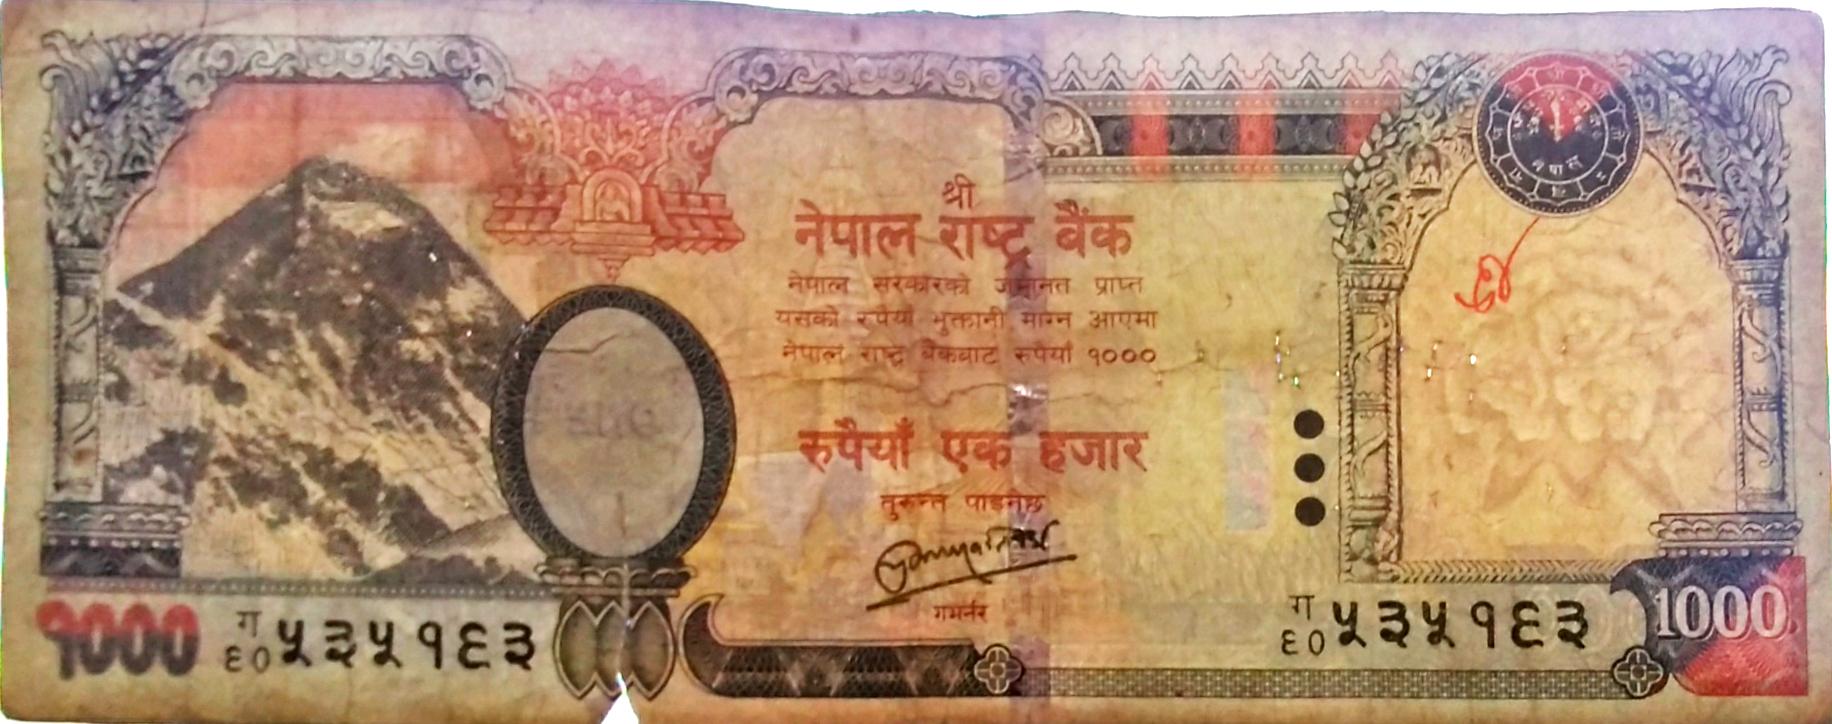 श्री
नेपाल राष्ट्र बैंक
नेपाल सरकारको जमानत प्राप्त
यसको रुपैयाँ भुक्तानी माग्न आएमा
नेपाल राष्ट्र बैंकबाट रुपैयाँ १०००
रुपैयाँ एक हजार
तुरुन्त पाइनेछ
गभर्नर
१००० ग ६० ५३५१६३
ग ६० ५३५१६३ 1000